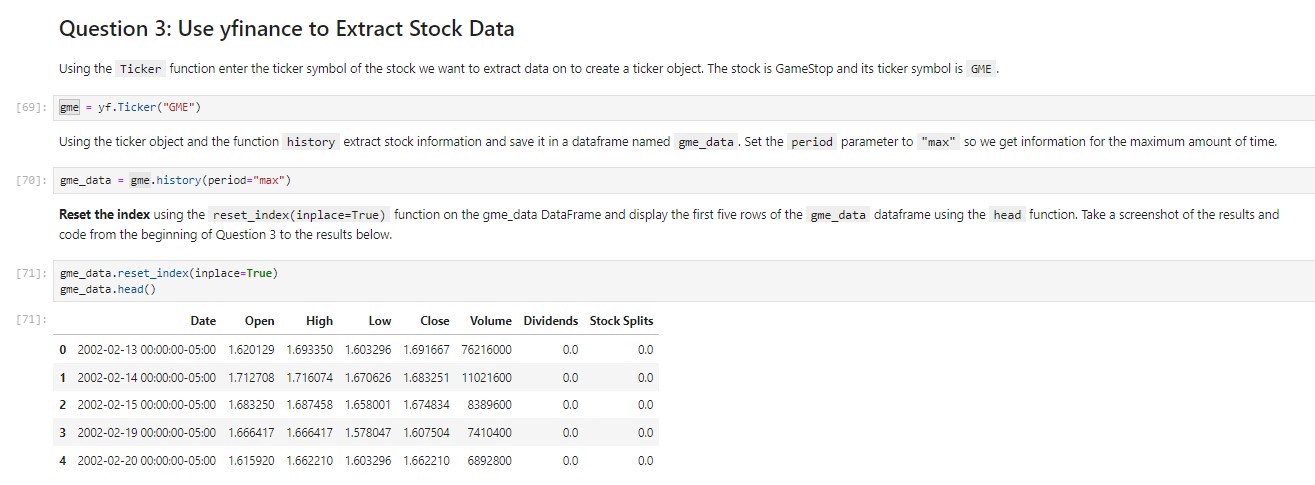 Question 3: Use yfinance to Extract Stock Data
Using the Ticker function enter the ticker symbol of the stock we want to extract data on to create a ticker object. The stock is GameStop and its ticker symbol is GME .
[69]: gme = yf.Ticker("GME")
Using the ticker object and the function history extract stock information and save it in a dataframe named gme_data . Set the period parameter to "max" so we get information for the maximum amount of time.
[70]: gme_data = gme.history(period="max")
Reset the index using the reset_index(inplace=True) function on the gme_data DataFrame and display the first five rows of the gme_data dataframe using the head function. Take a screenshot of the results and
code from the beginning of Question 3 to the results below.
[71]: gme_data.reset_index(inplace=True)
gme_data.head()
[71]: Date Open High Low Close Volume Dividends Stock Splits
0 2002-02-13 00:00:00-05:00 1.620129 1.693350 1.603296 1.691667 76216000 0.0 0.0
1 2002-02-14 00:00:00-05:00 1.712708 1.716074 1.670626 1.683251 11021600 0.0 0.0
2 2002-02-15 00:00:00-05:00 1.683250 1.687458 1.658001 1.674834 8389600 0.0 0.0
3 2002-02-19 00:00:00-05:00 1.666417 1.666417 1.578047 1.607504 7410400 0.0 0.0
4 2002-02-20 00:00:00-05:00 1.615920 1.662210 1.603296 1.662210 6892800 0.0 0.0